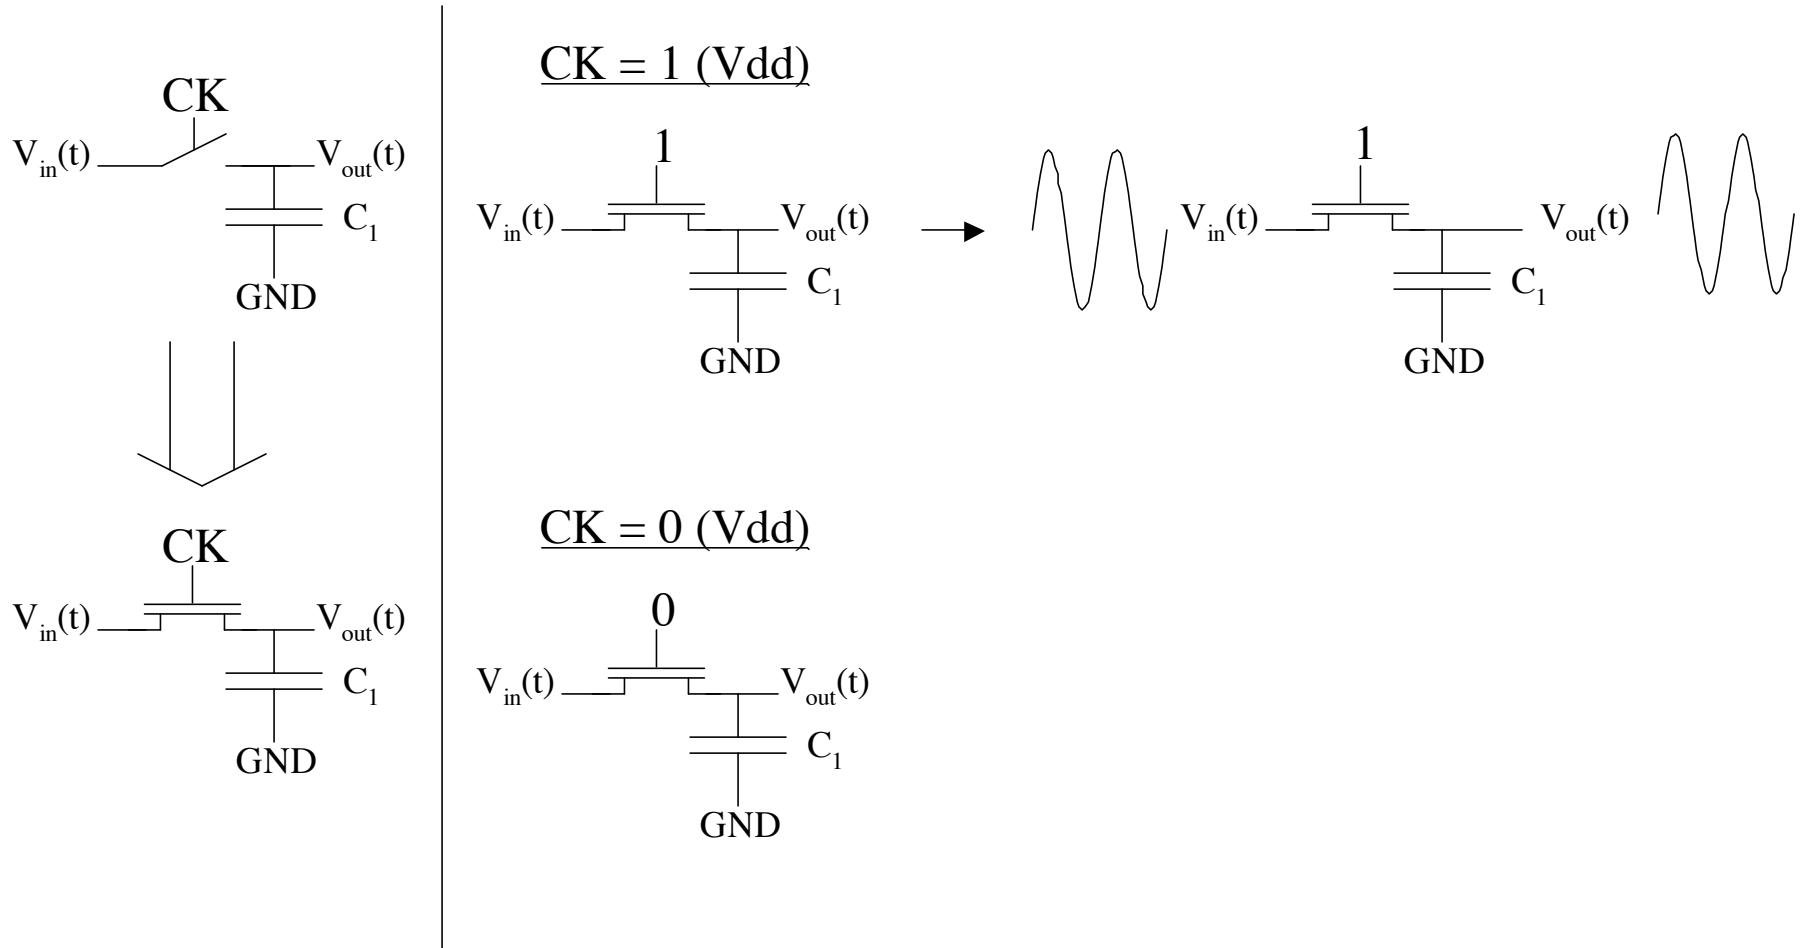 CK
V_in(t)
V_out(t)
C_1
GND
CK
V_in(t)
V_out(t)
C_1
GND
CK = 1 (Vdd)
1
V_in(t)
V_out(t)
C_1
GND
1
V_in(t)
V_out(t)
C_1
GND
CK = 0 (Vdd)
0
V_in(t)
V_out(t)
C_1
GND